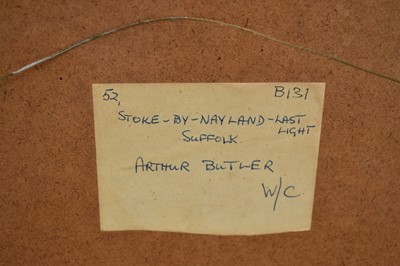 52, B131
STOKE-BY-NAYLAND-LAST
LIGHT
SUFFOLK.
ARTHUR BUTLER
W/C.